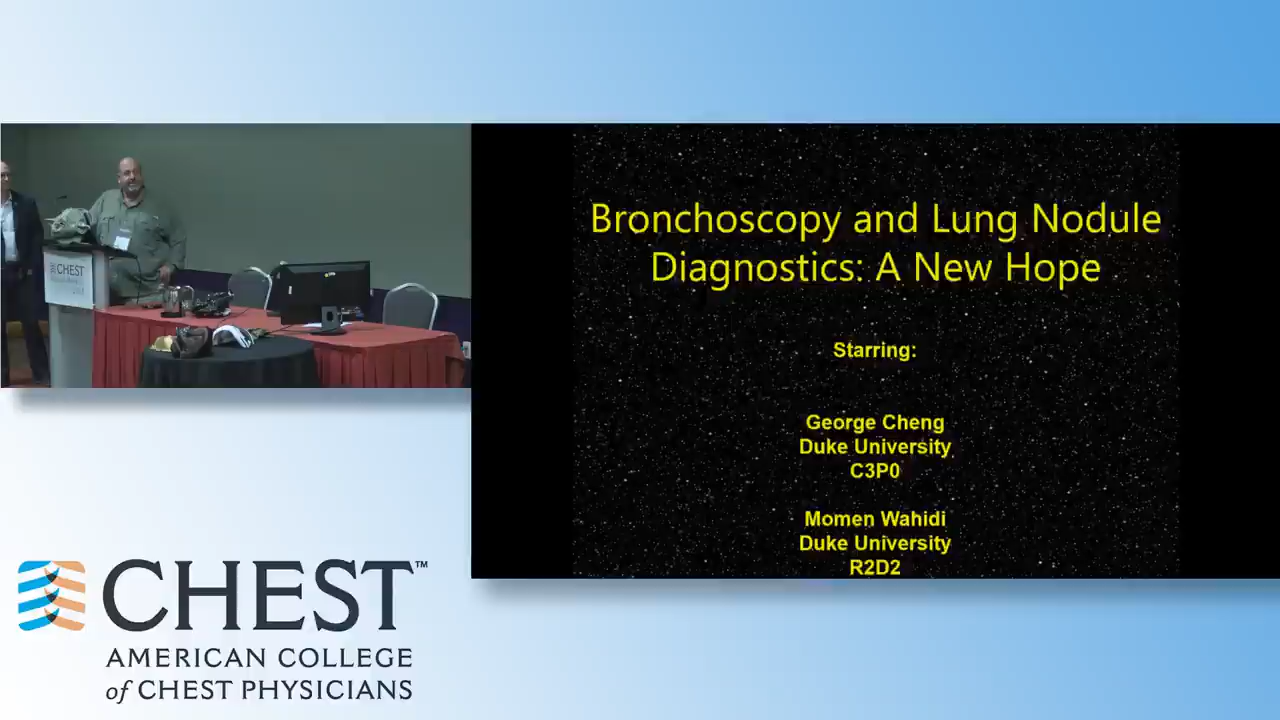 Bronchoscopy and Lung Nodule
Diagnostics: A New Hope
Starring:
George Cheng
Duke University
C3P0
Momen Wahidi
Duke University
R2D2
CHEST
CHEST™
AMERICAN COLLEGE
of CHEST PHYSICIANS